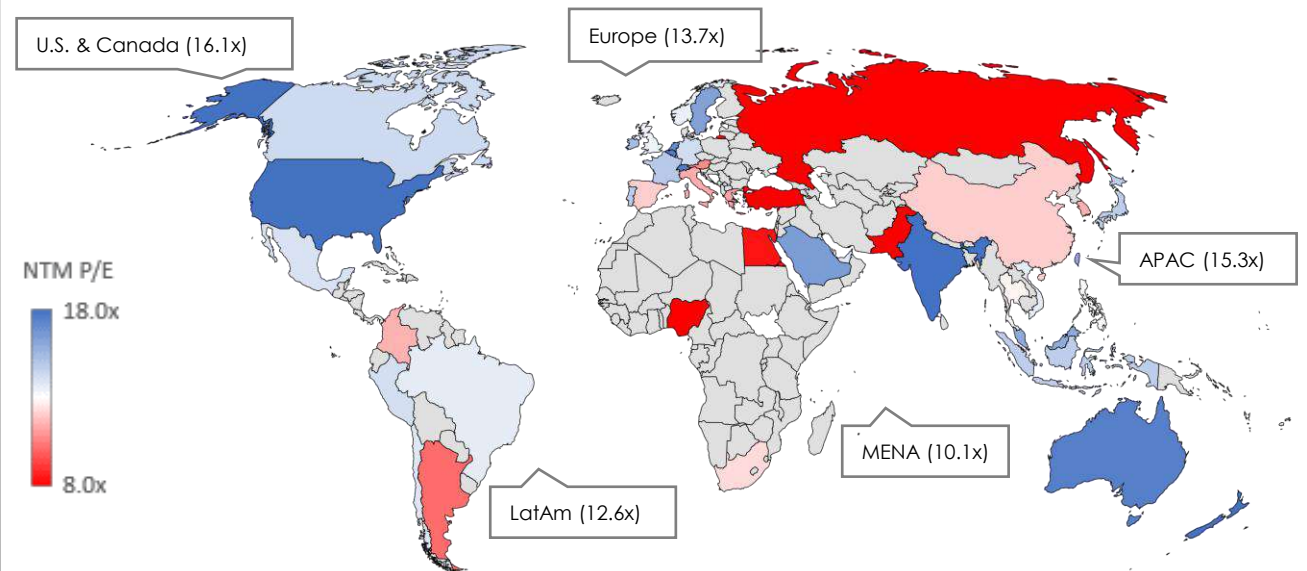 U.S. & Canada (16.1x)
Europe (13.7x)
APAC (15.3x)
NTM P/E
18.0x
MENA (10.1x)
8.0x
LatAm (12.6x)